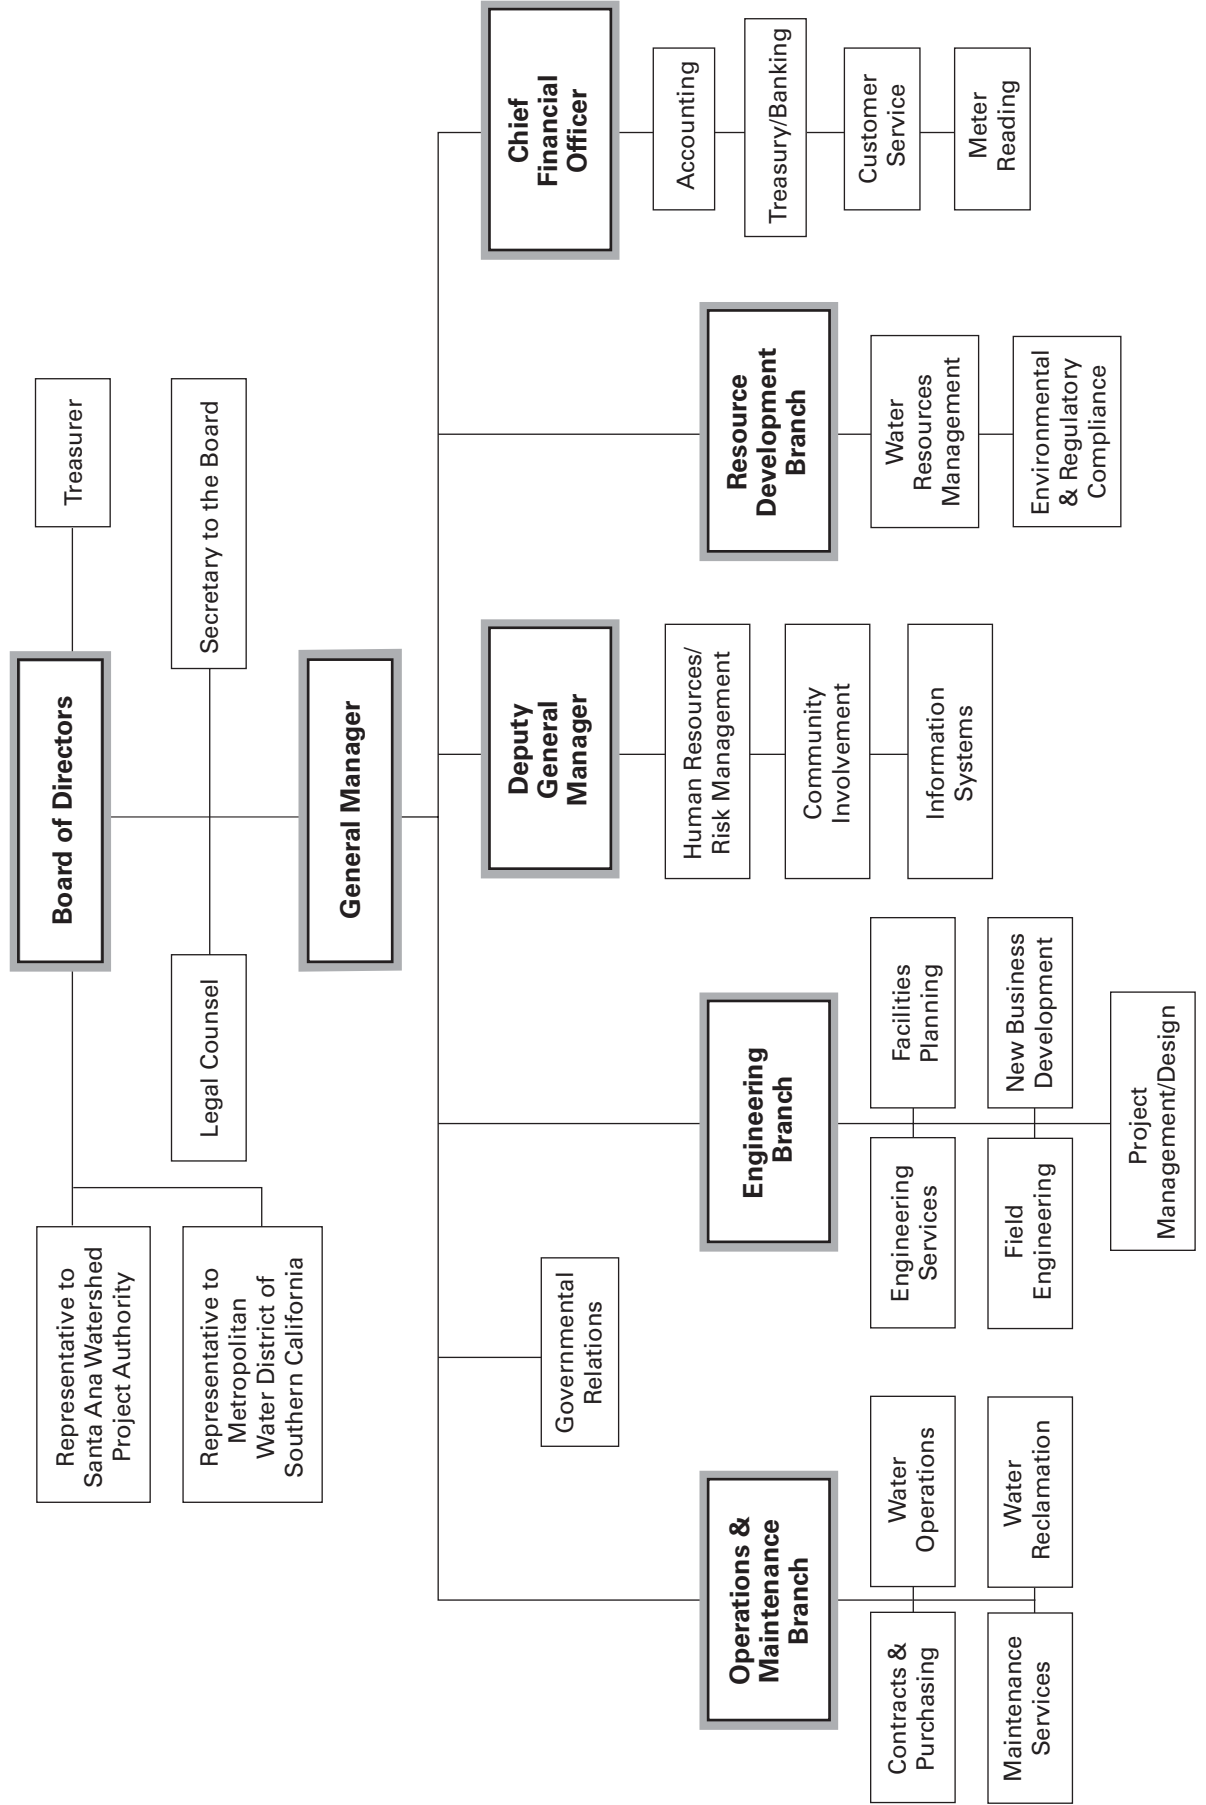 Board of Directors
Treasurer
Representative to
Santa Ana Watershed
Project Authority
Representative to
Metropolitan
Water District of
Southern California
Legal Counsel
Secretary to the Board
General Manager
Operations &
Maintenance
Branch
Contracts &
Purchasing
Water
Operations
Maintenance
Services
Water
Reclamation
Governmental
Relations
Engineering
Branch
Engineering
Services
Facilities
Planning
Field
Engineering
New Business
Development
Project
Management/Design
Deputy
General
Manager
Human Resources/
Risk Management
Community
Involvement
Information
Systems
Resource
Development
Branch
Water
Resources
Management
Environmental
& Regulatory
Compliance
Chief
Financial
Officer
Accounting
Treasury/Banking
Customer
Service
Meter
Reading